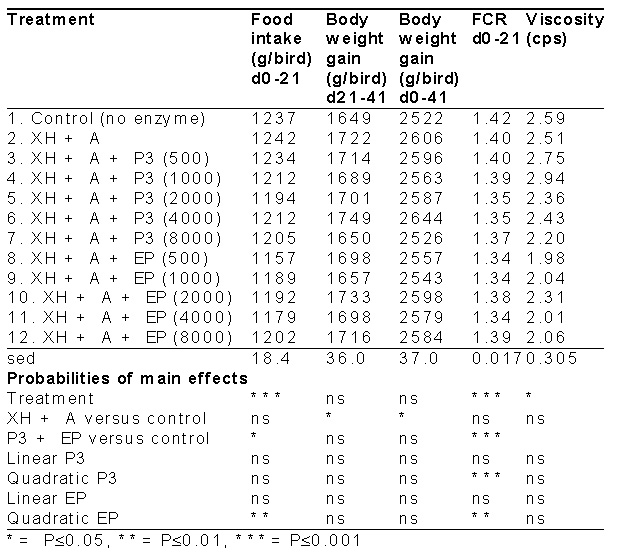 Treatment Food Body Body FCR Viscosity
intake weight weight d0-21 (cps)
(g/bird) gain gain
d0-21 (g/bird) (g/bird)
d21-41 d0-41
1. Control (no enzyme) 1237 1649 2522 1.42 2.59
2. XH + A 1242 1722 2606 1.40 2.51
3. XH + A + P3 (500) 1234 1714 2596 1.40 2.75
4. XH + A + P3 (1000) 1212 1689 2563 1.39 2.94
5. XH + A + P3 (2000) 1194 1701 2587 1.35 2.36
6. XH + A + P3 (4000) 1212 1749 2644 1.35 2.43
7. XH + A + P3 (8000) 1205 1650 2526 1.37 2.20
8. XH + A + EP (500) 1157 1698 2557 1.34 1.98
9. XH + A + EP (1000) 1189 1657 2543 1.34 2.04
10. XH + A + EP (2000) 1192 1733 2598 1.38 2.31
11. XH + A + EP (4000) 1179 1698 2579 1.34 2.01
12. XH + A + EP (8000) 1202 1716 2584 1.39 2.06
sed 18.4 36.0 37.0 0.017 0.305
Probabilities of main effects
Treatment *** ns ns *** *
XH + A versus control ns * * ns ns
P3 + EP versus control * ns ns ***
Linear P3 ns ns ns ns ns
Quadratic P3 ns ns ns *** ns
Linear EP ns ns ns ns ns
Quadratic EP ** ns ns ** ns
* = P≤0.05, ** = P≤0.01, *** = P≤0.001